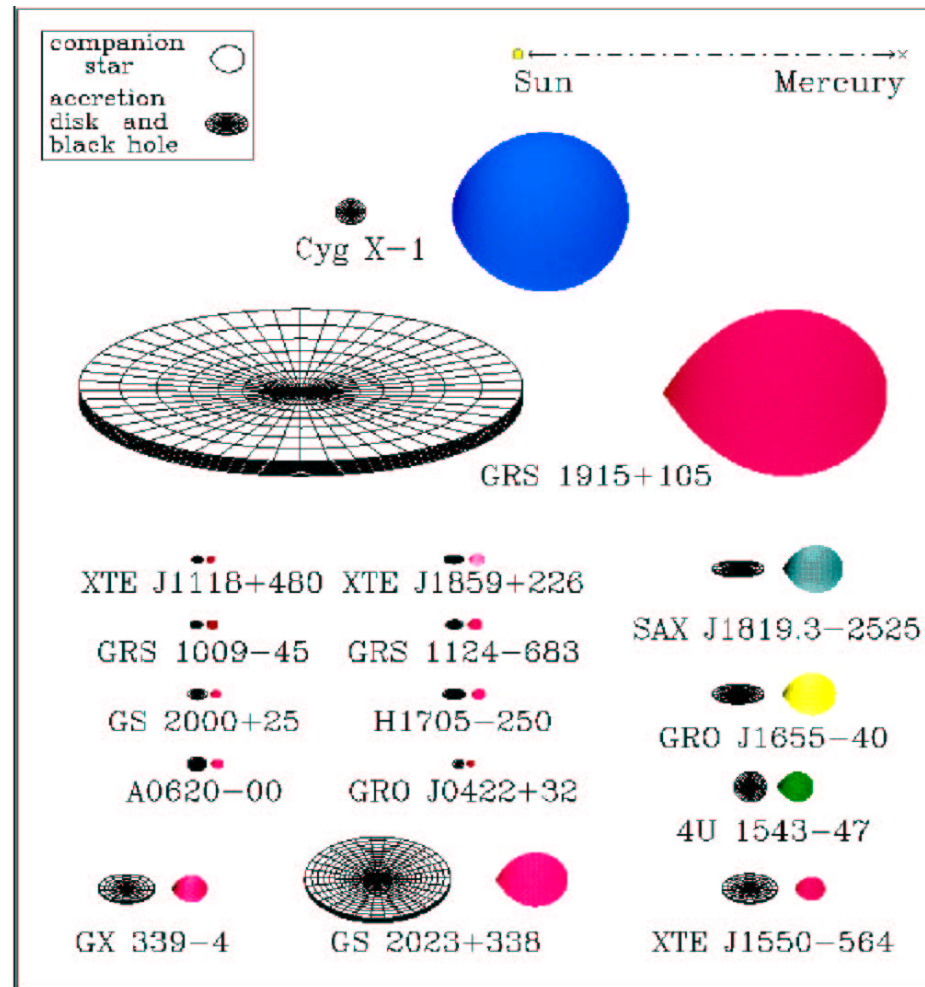 companion
star
accretion
disk and
black hole
Sun
Mercury
Cyg X-1
GRS 1915+105
XTE J1118+480
XTE J1859+226
SAX J1819.3-2525
GRS 1009-45
GRS 1124-683
GS 2000+25
H1705-250
GRO J1655-40
A0620-00
GRO J0422+32
4U 1543-47
GX 339-4
GS 2023+338
XTE J1550-564